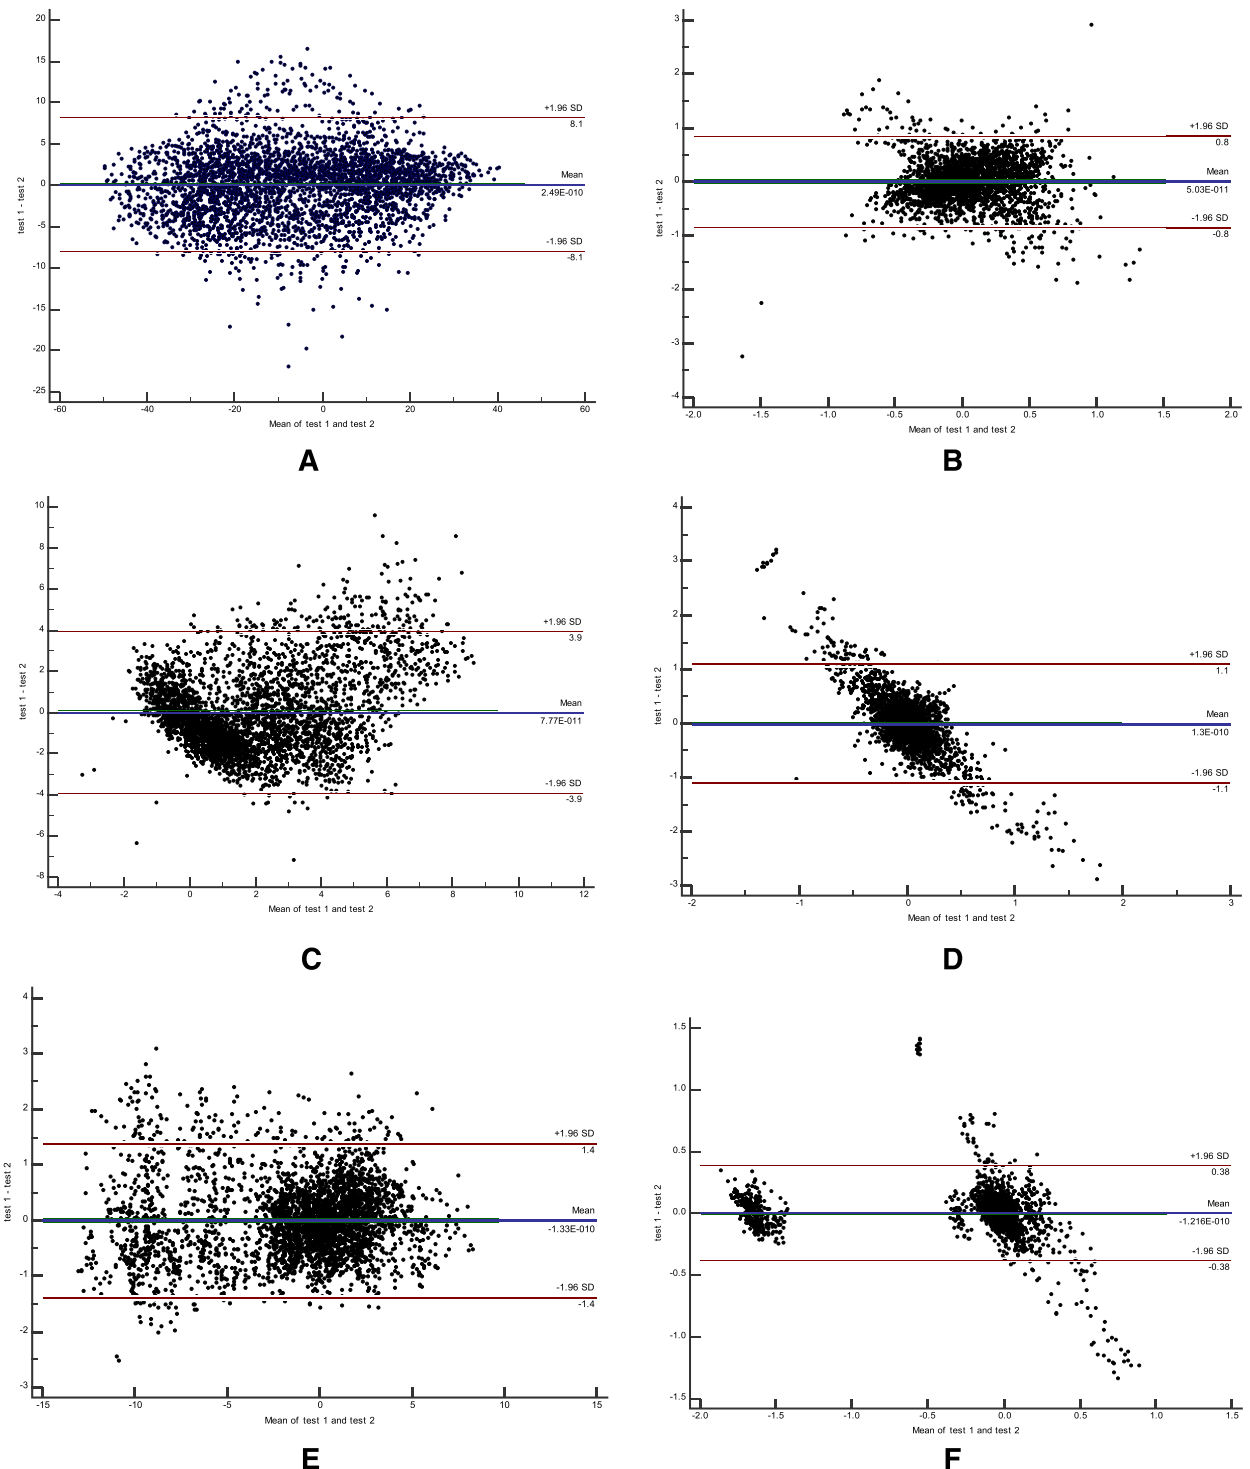 20
15
10
5
0
-5
-10
-15
-20
-25
test 1 - test 2
+1.96 SD
8.1
Mean
2.49E-010
-1.96 SD
-8.1
-60 -40 -20 0 20 40 60
Mean of test 1 and test 2
A
3
2
1
0
-1
-2
-3
-4
test 1 - test 2
+1.96 SD
0.8
Mean
5.03E-011
-1.96 SD
-0.8
-2.0 -1.5 -1.0 -0.5 0.0 0.5 1.0 1.5 2.0
Mean of test 1 and test 2
B
10
8
6
4
2
0
-2
-4
-6
-8
test 1 - test 2
+1.96 SD
3.9
Mean
7.77E-011
-1.96 SD
-3.9
-4 -2 0 2 4 6 8 10 12
Mean of test 1 and test 2
C
4
3
2
1
0
-1
-2
-3
test 1 - test 2
+1.96 SD
1.1
Mean
1.3E-010
-1.96 SD
-1.1
-2 -1 0 1 2 3
Mean of test 1 and test 2
D
4
3
2
1
0
-1
-2
-3
test 1 - test 2
+1.96 SD
1.4
Mean
-1.33E-010
-1.96 SD
-1.4
-15 -10 -5 0 5 10 15
Mean of test 1 and test 2
E
1.5
1.0
0.5
0.0
-0.5
-1.0
-1.5
test 1 - test 2
+1.96 SD
0.38
Mean
-1.216E-010
-1.96 SD
-0.38
-2.0 -1.5 -1.0 -0.5 0.0 0.5 1.0 1.5
Mean of test 1 and test 2
F